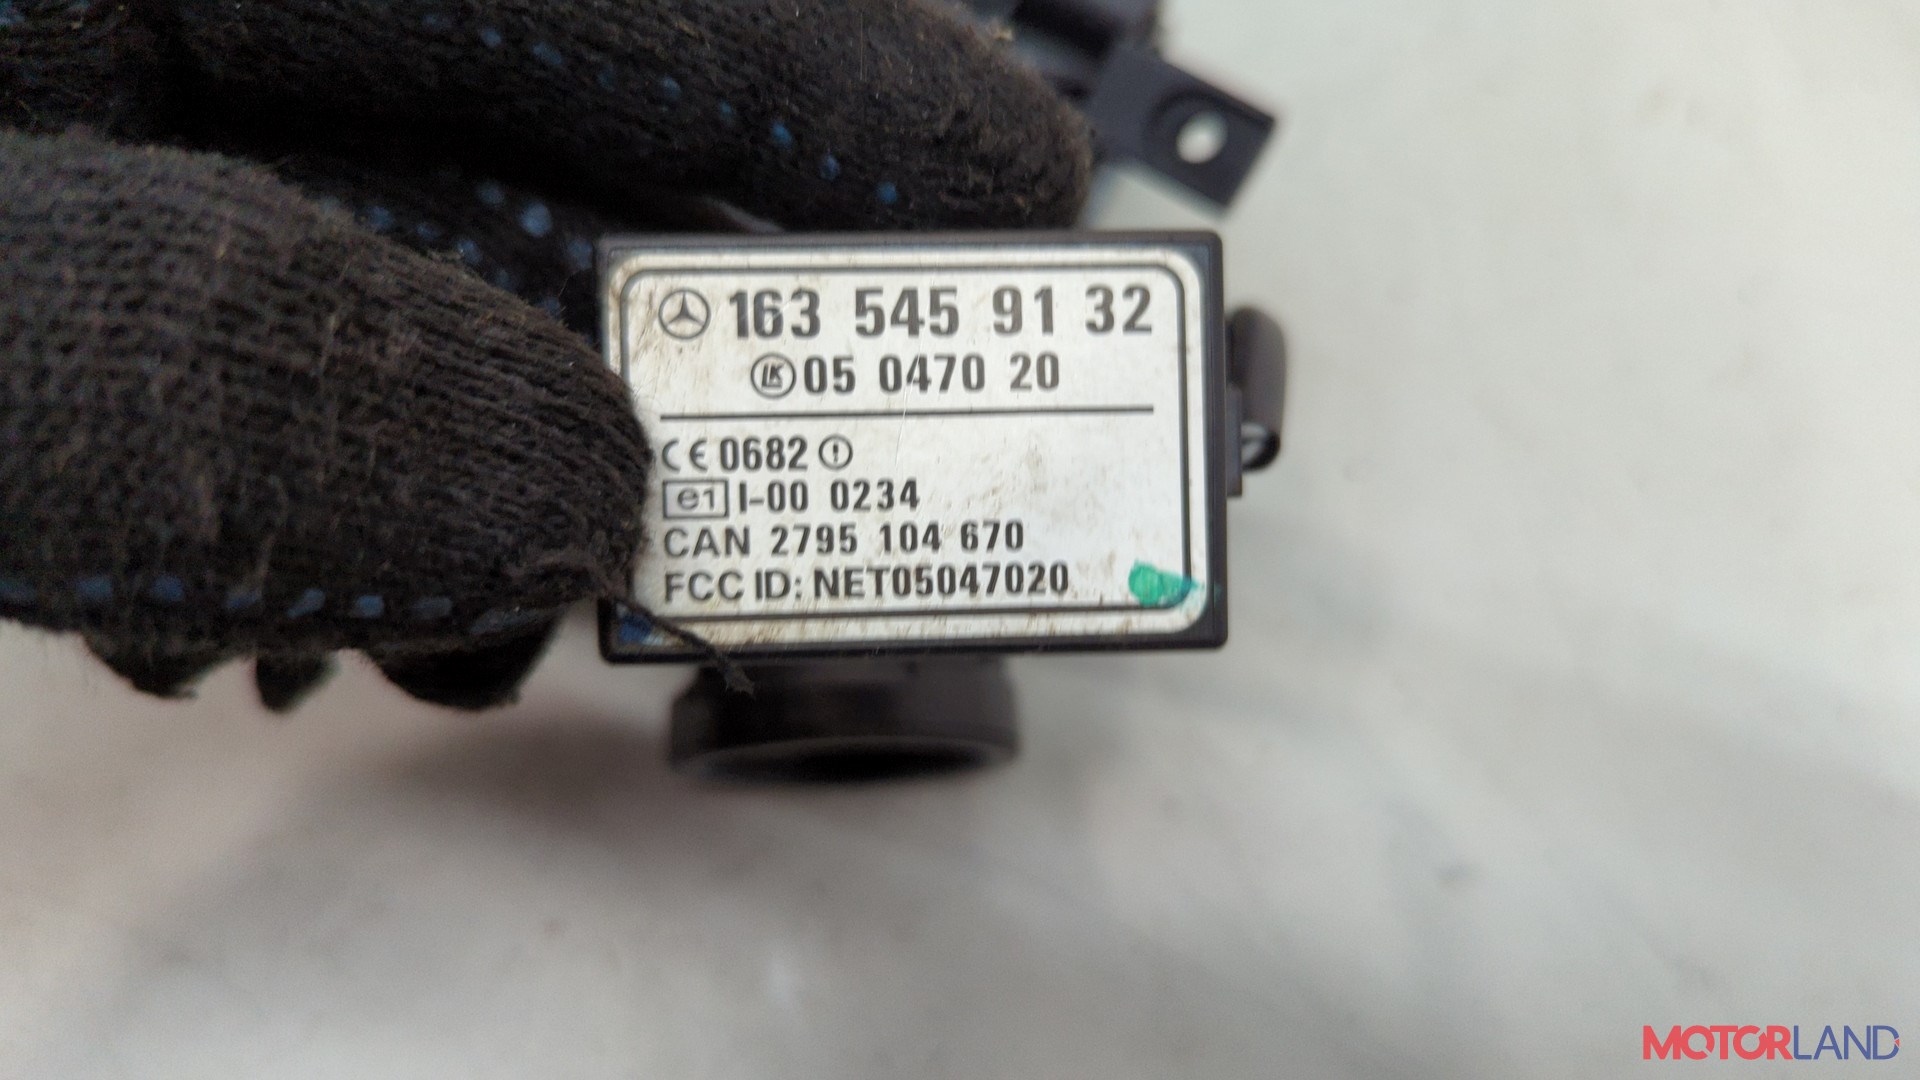 163 545 91 32
LK 05 0470 20
CE 0682
e1 I-00 0234
CAN 2795 104 670
FCC ID: NET05047020
MOTORLAND